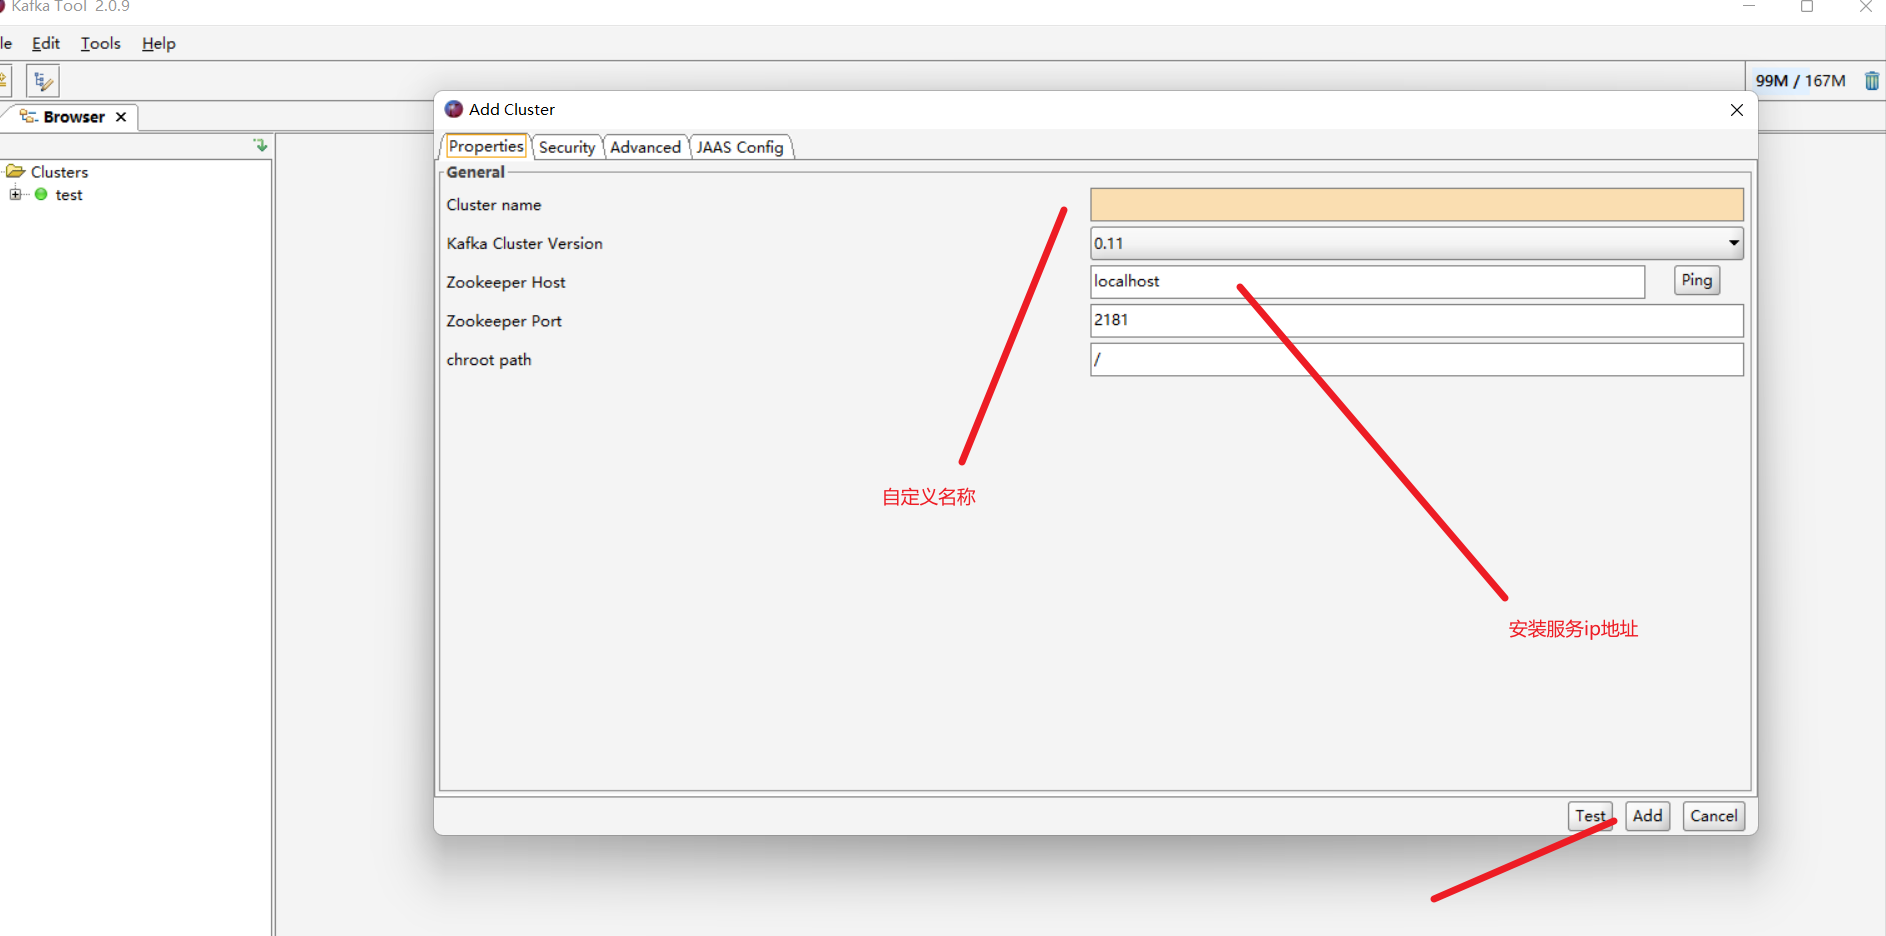 Kafka Tool 2.0.9
le Edit Tools Help
99M / 167M
Browser
Add Cluster
Properties Security Advanced JAAS Config
Clusters
test
General
Cluster name
Kafka Cluster Version 0.11
Zookeeper Host localhost Ping
Zookeeper Port 2181
chroot path /
自定义名称
安装服务ip地址
Test Add Cancel